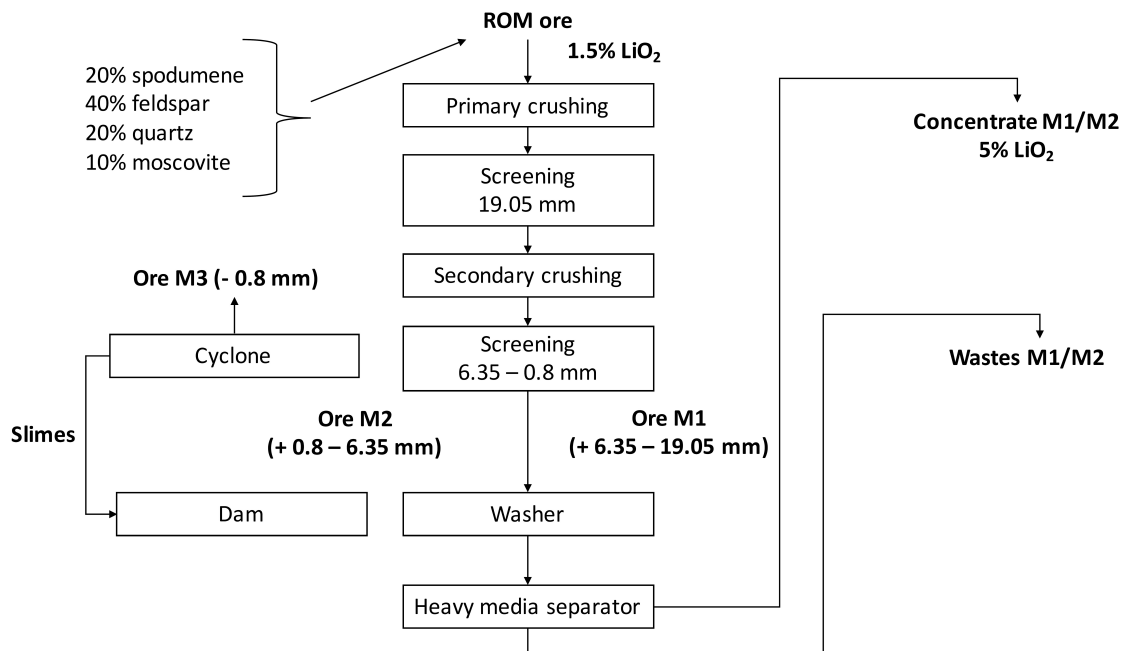 ROM ore
1.5% LiO₂
20% spodumene
40% feldspar
20% quartz
10% moscovite
Primary crushing
Screening
19.05 mm
Secondary crushing
Screening
6.35 – 0.8 mm
Ore M3 (- 0.8 mm)
Cyclone
Slimes
Dam
Ore M2
(+ 0.8 – 6.35 mm)
Ore M1
(+ 6.35 – 19.05 mm)
Washer
Heavy media separator
Concentrate M1/M2
5% LiO₂
Wastes M1/M2